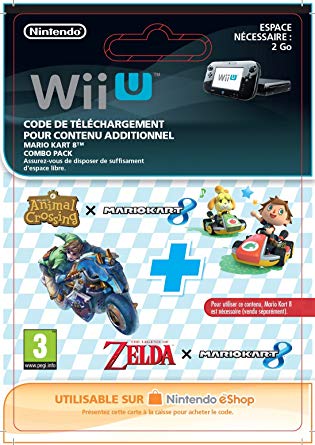 Nintendo
ESPACE
NÉCESSAIRE :
2 Go
Wii U™
CODE DE TÉLÉCHARGEMENT
POUR CONTENU ADDITIONNEL
MARIO KART 8™
COMBO PACK
Assurez-vous de disposer de suffisament
d'espace libre.
Animal Crossing × MARIOKART 8
Pour utiliser ce contenu, Mario Kart 8
est nécessaire (vendu séparément).
3
www.pegi.info
THE LEGEND OF
ZELDA × MARIOKART 8
UTILISABLE SUR Nintendo eShop
Présentez cette carte à la caisse pour acheter le code.